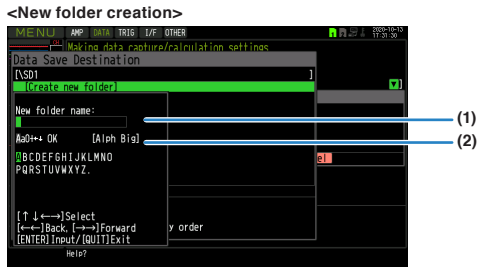 <New folder creation>
MENU AMP DATA TRIG I/F OTHER 2020-10-13
17:31:30
Making data capture/calculation settings
Data Save Destination
[\SD1 ]
[Create new folder]
New folder name:
(1)
Aa0+↔ OK [Alph Big]
(2)
ABCDEFGHIJKLMNO
PQRSTUVWXYZ.
el
[↑↓←→]Select
[←←]Back, [→→]Forward
y order
[ENTER]Input/[QUIT]Exit
Help?